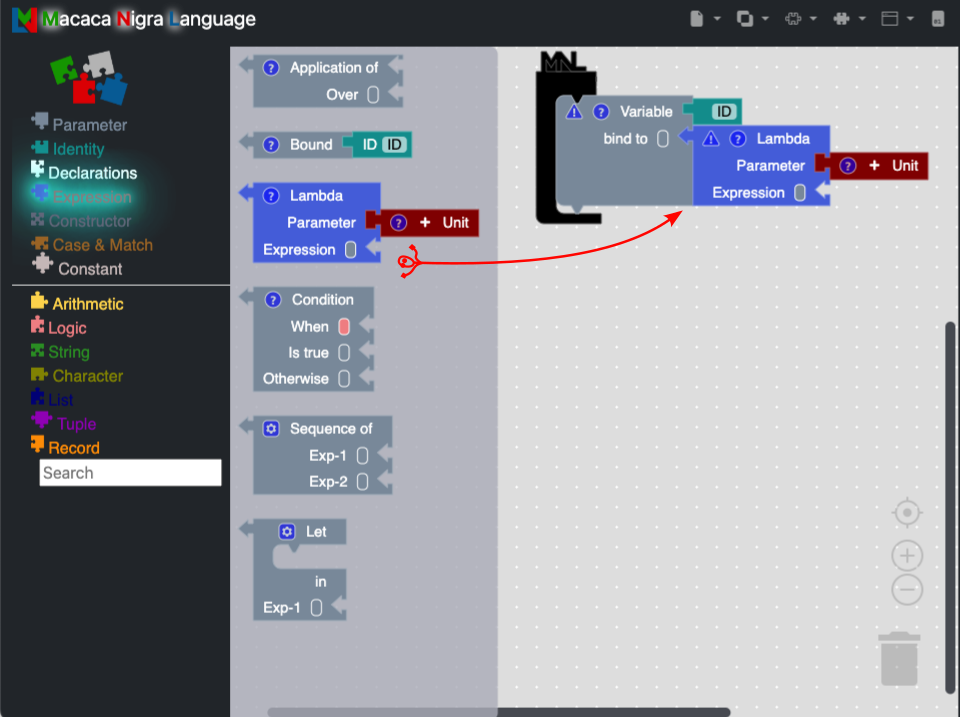 Macaca Nigra Language
Parameter
Identity
Declarations
Expression
Constructor
Case & Match
Constant
Arithmetic
Logic
String
Character
List
Tuple
Record
Search
? Application of
Over
? Bound ID ID
? Lambda
Parameter ? + Unit
Expression
? Condition
When
Is true
Otherwise
Sequence of
Exp-1
Exp-2
Let
in
Exp-1
MNL
! ? Variable ID
bind to ! ? Lambda
Parameter ? + Unit
Expression